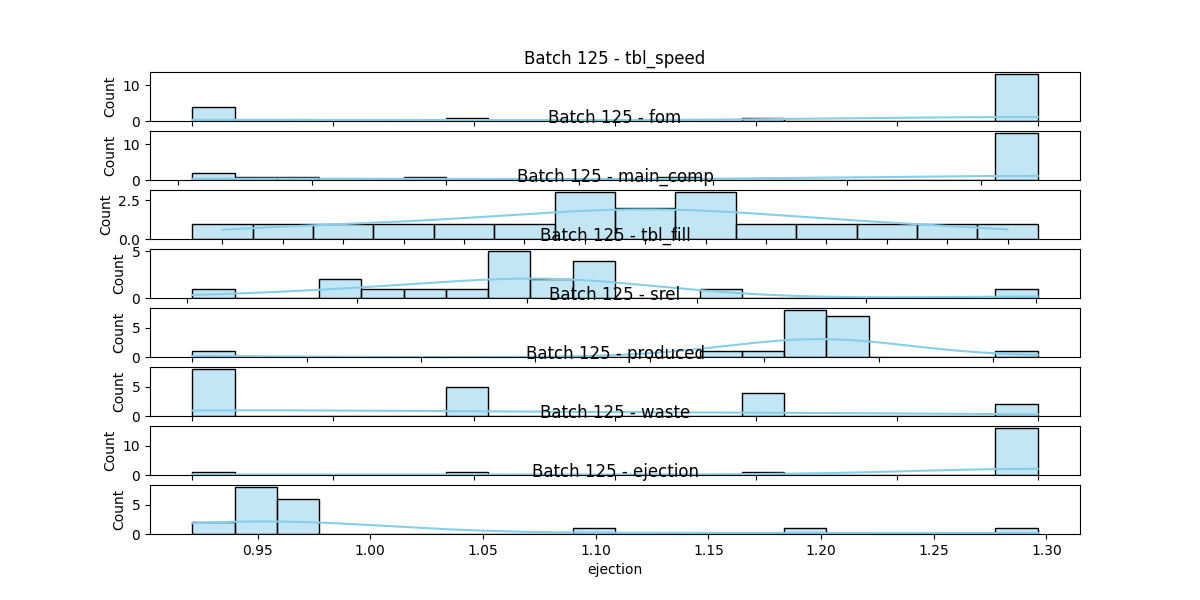 Batch 125 - tbl_speed
10
0
Count
Batch 125 - fom
10
0
Count
Batch 125 - main_comp
2.5
0.0
Count
Batch 125 - tbl_fill
5
0
Count
Batch 125 - srel
5
0
Count
Batch 125 - produced
5
0
Count
Batch 125 - waste
10
0
Count
Batch 125 - ejection
5
0
Count
0.95 1.00 1.05 1.10 1.15 1.20 1.25 1.30
ejection